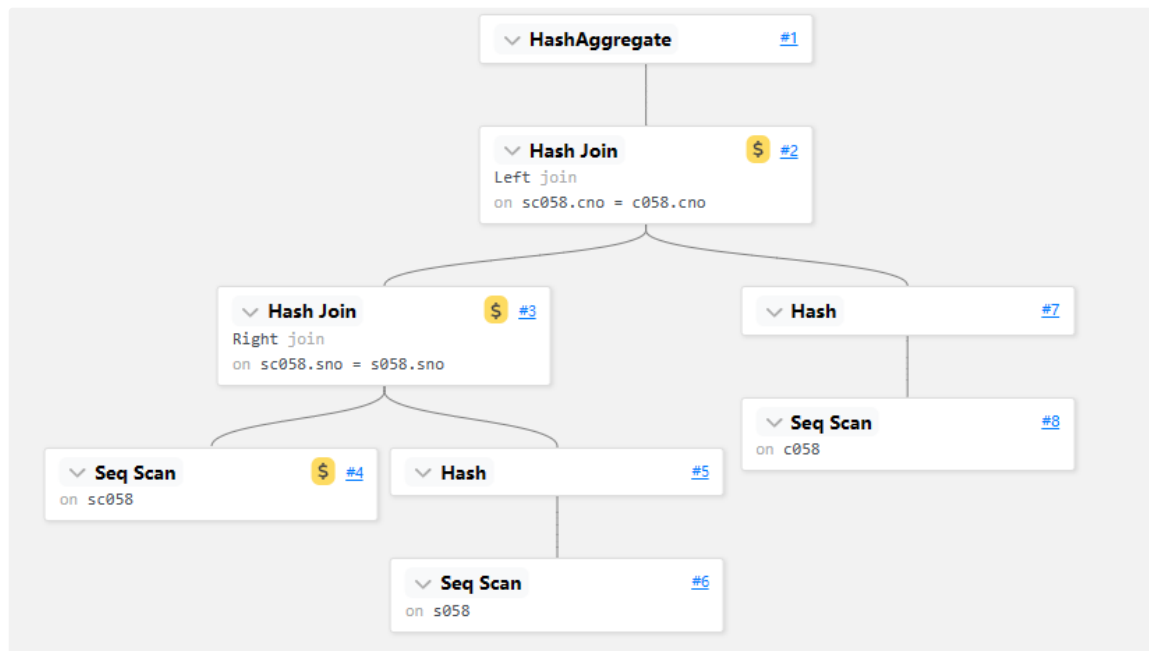 HashAggregate #1
Hash Join $ #2
Left join
on sc058.cno = c058.cno
Hash Join $ #3
Right join
on sc058.sno = s058.sno
Hash #7
Seq Scan #8
on c058
Seq Scan $ #4
on sc058
Hash #5
Seq Scan #6
on s058